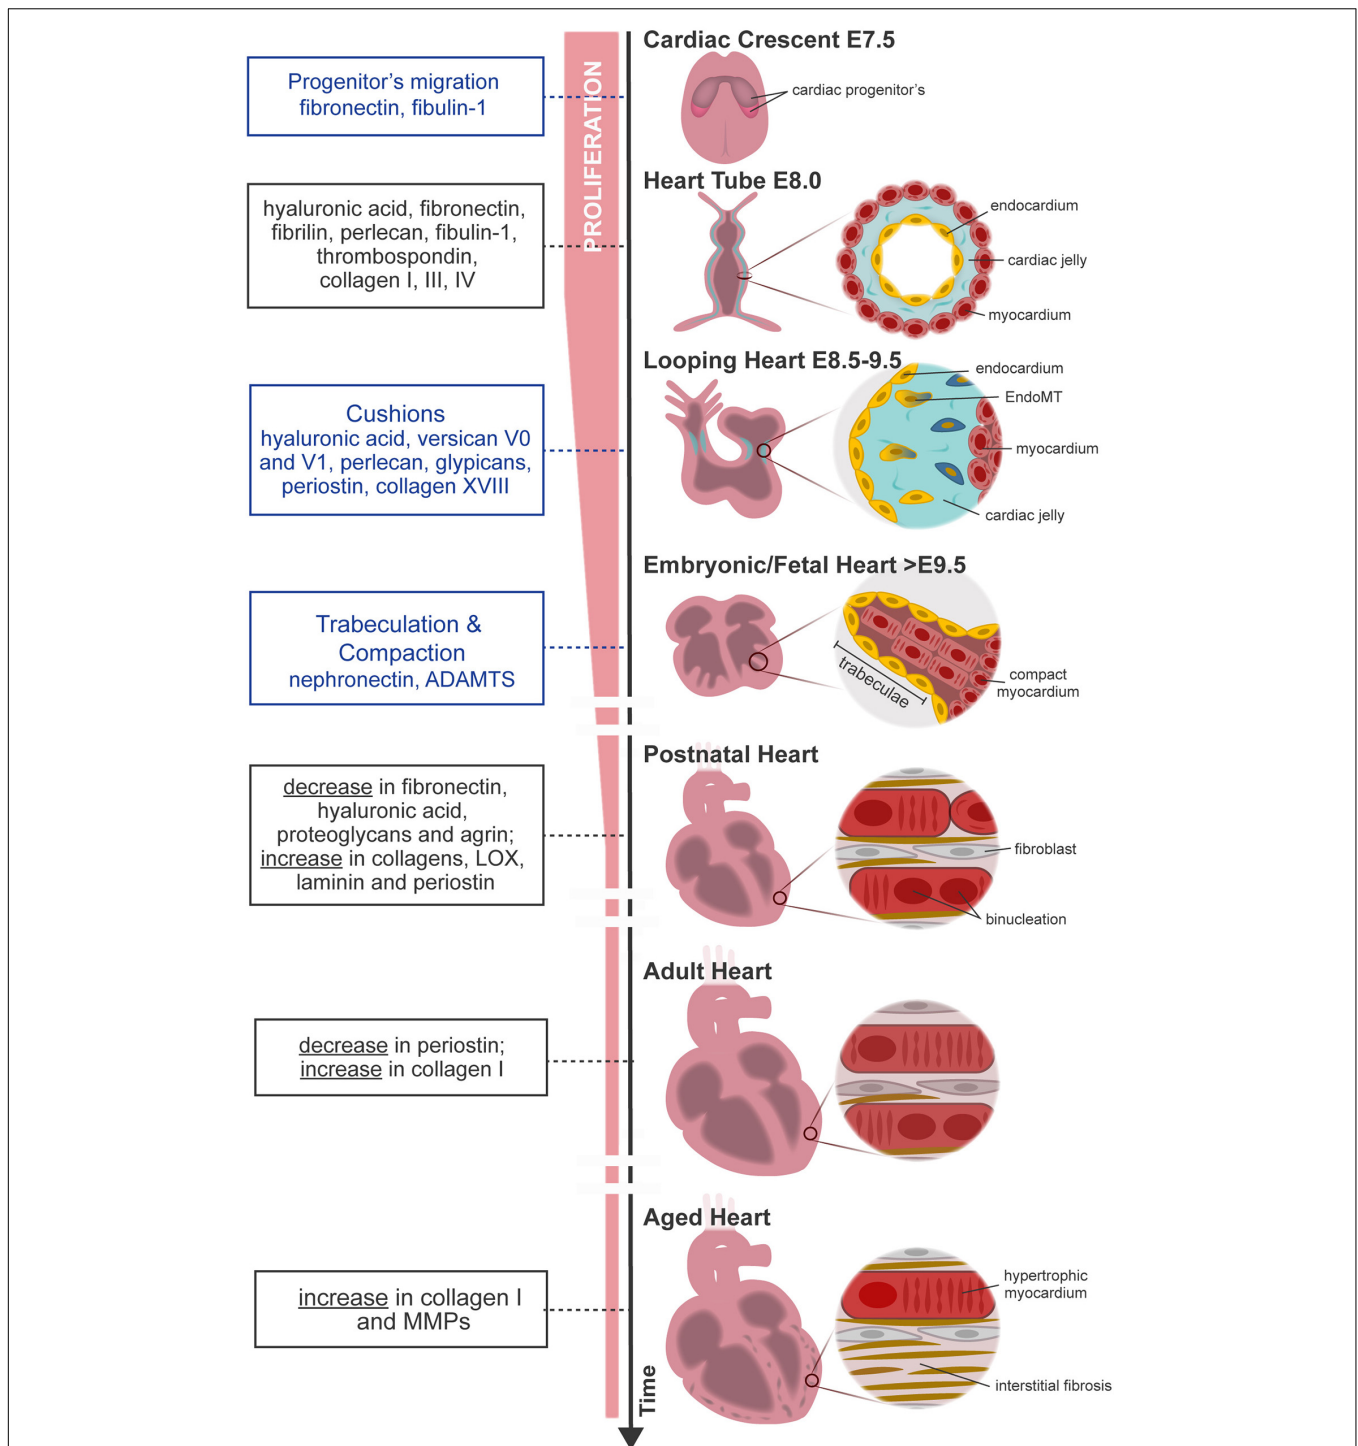 Cardiac Crescent E7.5
Progenitor's migration
fibronectin, fibulin-1
PROLIFERATION
cardiac progenitor's
Heart Tube E8.0
hyaluronic acid, fibronectin,
fibrilin, perlecan, fibulin-1,
thrombospondin,
collagen I, III, IV
endocardium
cardiac jelly
myocardium
Looping Heart E8.5-9.5
Cushions
hyaluronic acid, versican V0
and V1, perlecan, glypicans,
periostin, collagen XVIII
endocardium
EndoMT
myocardium
cardiac jelly
Embryonic/Fetal Heart >E9.5
Trabeculation &
Compaction
nephronectin, ADAMTS
trabeculae
compact
myocardium
Postnatal Heart
decrease in fibronectin,
hyaluronic acid,
proteoglycans and agrin;
increase in collagens, LOX,
laminin and periostin
fibroblast
binucleation
Adult Heart
decrease in periostin;
increase in collagen I
Aged Heart
increase in collagen I
and MMPs
hypertrophic
myocardium
interstitial fibrosis
Time